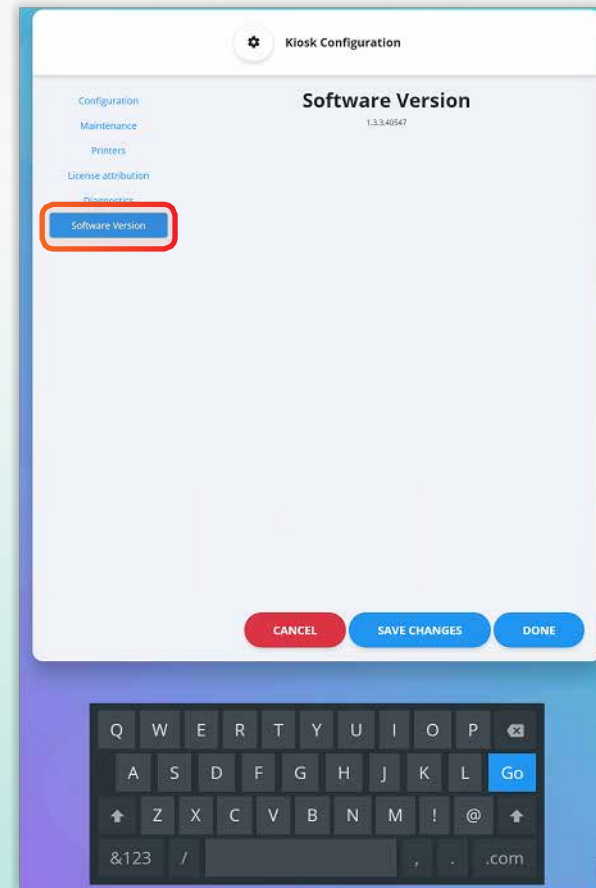 Kiosk Configuration
Configuration
Maintenance
Printers
License attribution
Diagnostics
Software Version
Software Version
1.3.3.40547
CANCEL SAVE CHANGES DONE
Q W E R T Y U I O P
A S D F G H J K L Go
Z X C V B N M ! @
&123 / , . .com